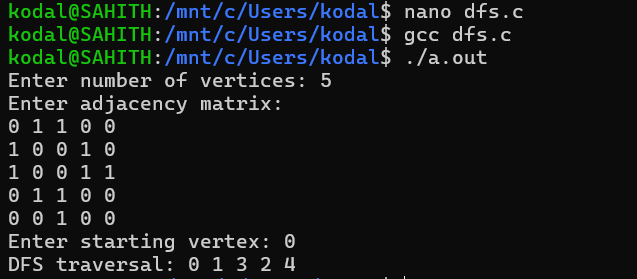 kodal@SAHITH:/mnt/c/Users/kodal$ nano dfs.c
kodal@SAHITH:/mnt/c/Users/kodal$ gcc dfs.c
kodal@SAHITH:/mnt/c/Users/kodal$ ./a.out
Enter number of vertices: 5
Enter adjacency matrix:
0 1 1 0 0
1 0 0 1 0
1 0 0 1 1
0 1 1 0 0
0 0 1 0 0
Enter starting vertex: 0
DFS traversal: 0 1 3 2 4